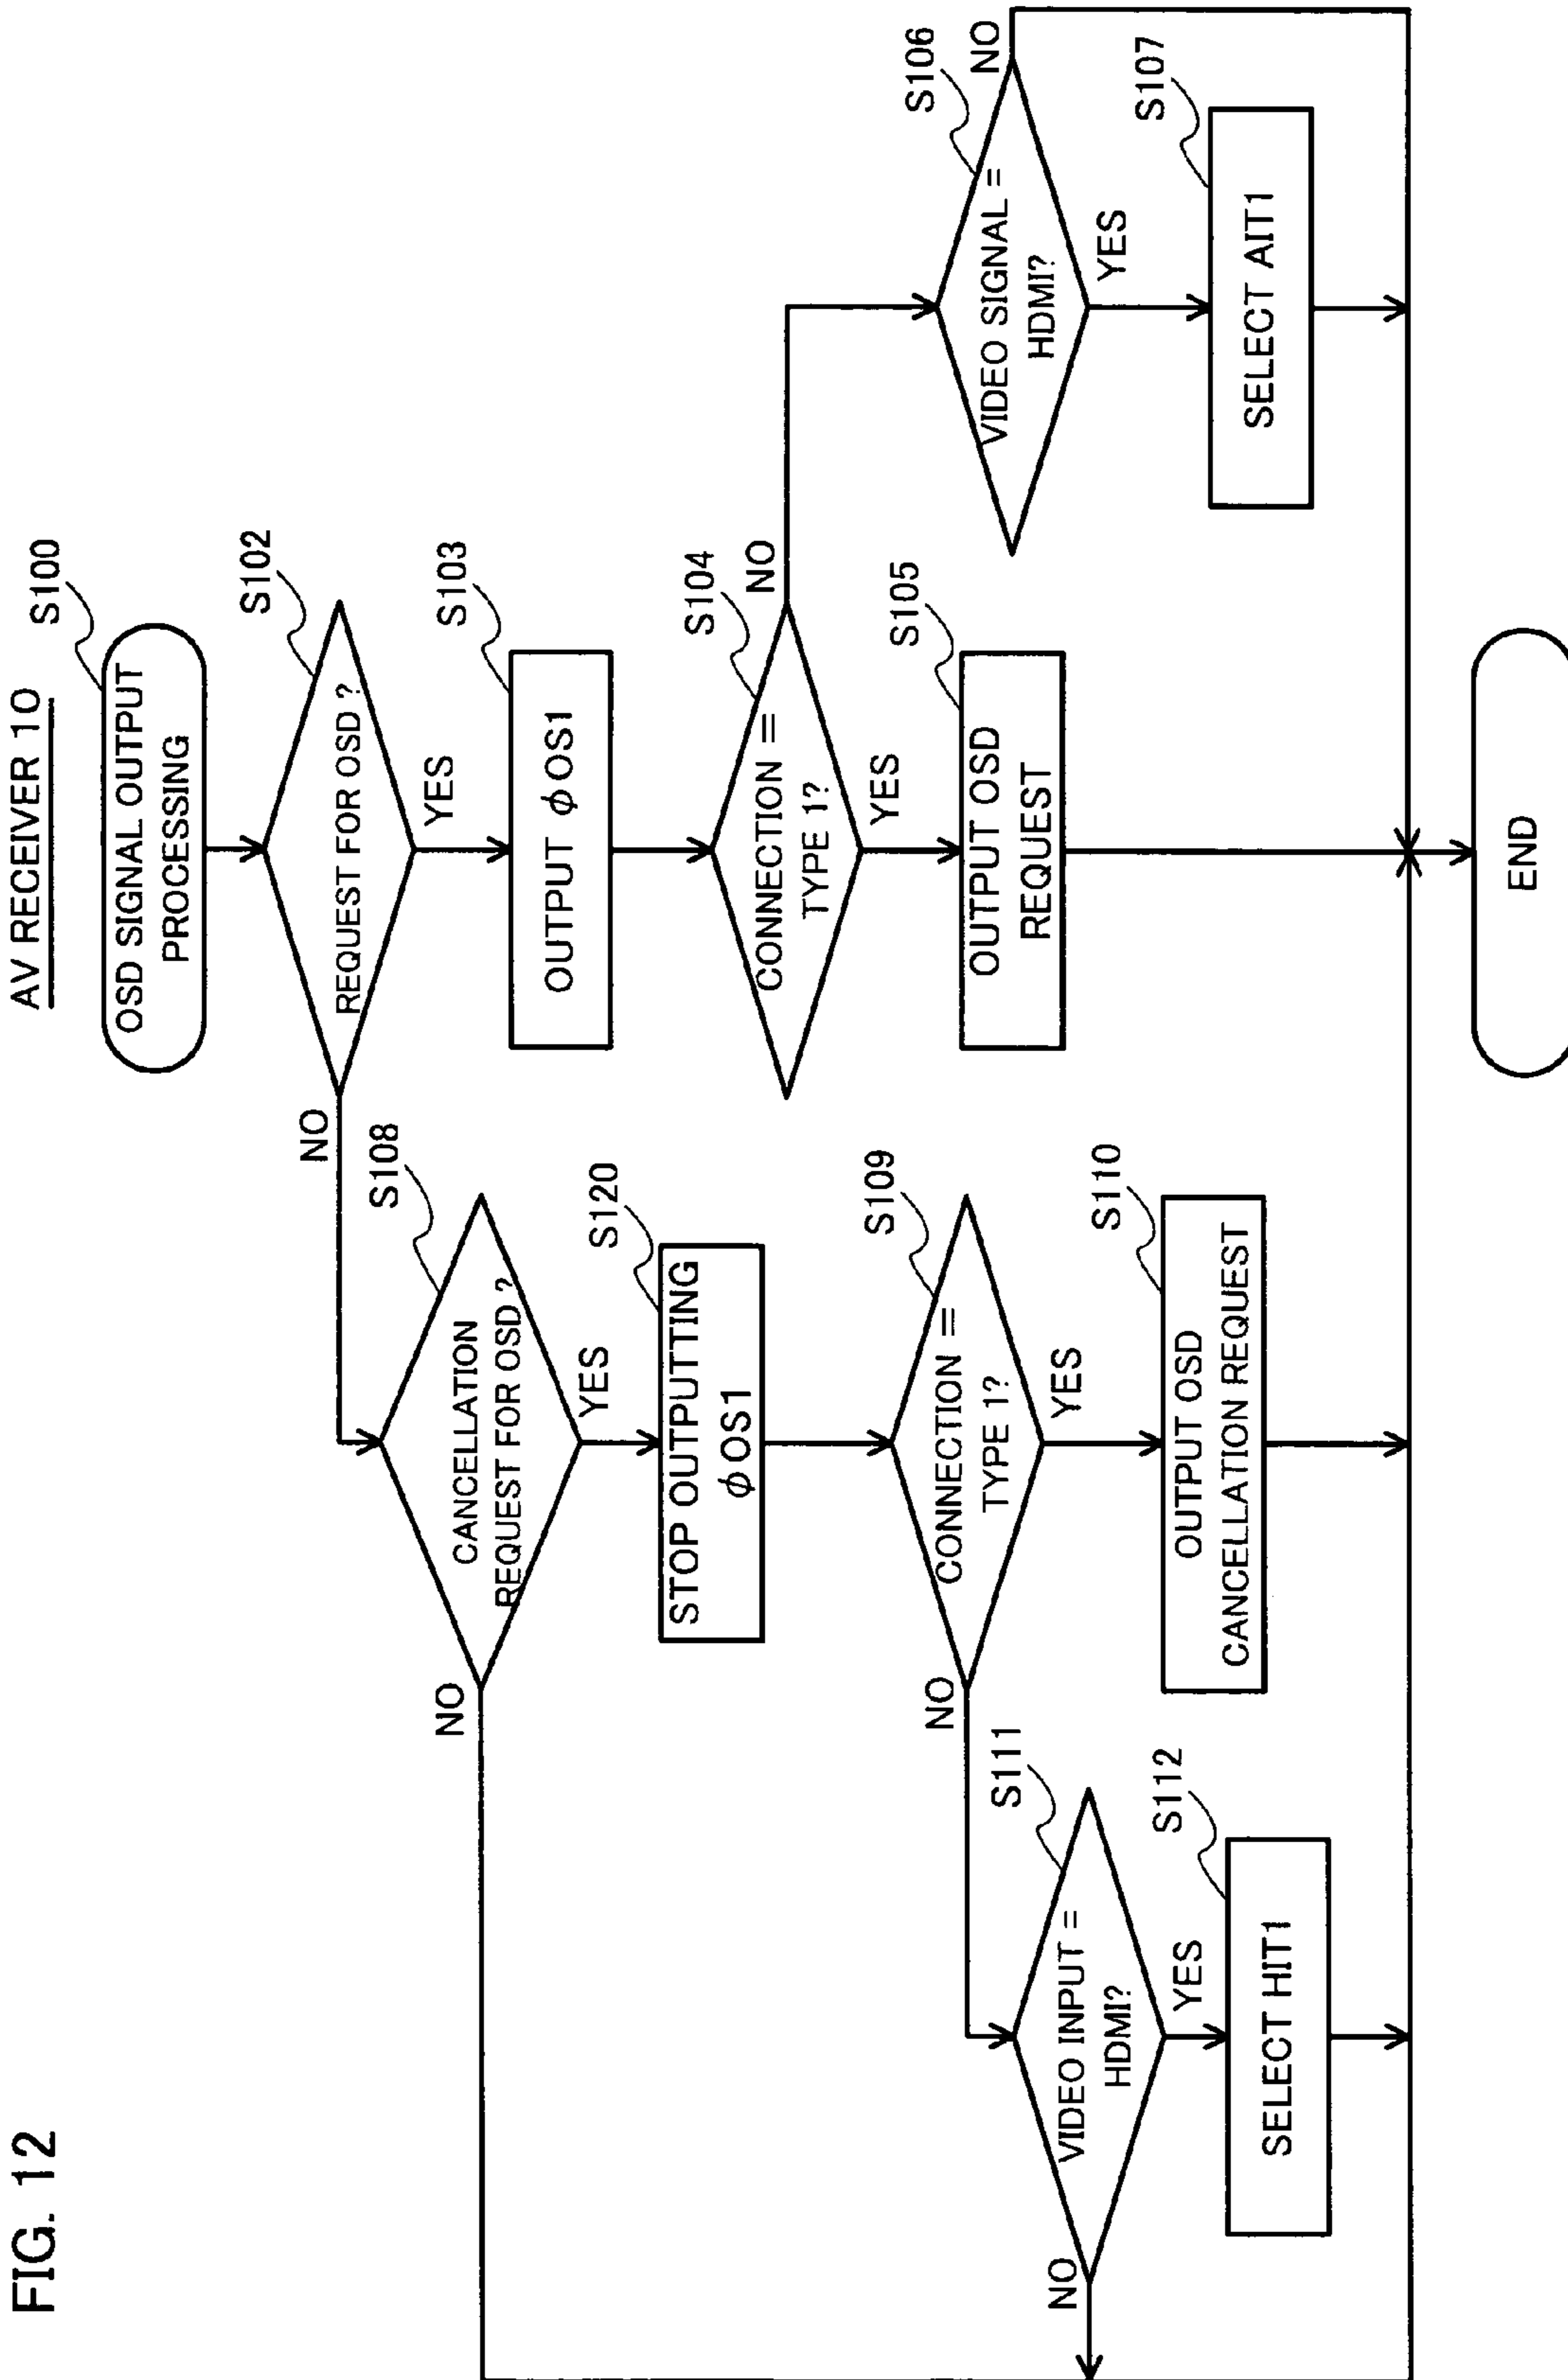 FIG. 12
AV RECEIVER 10
S100
OSD SIGNAL OUTPUT
PROCESSING
S102
REQUEST FOR OSD ?
NO
YES
S103
OUTPUT φOS1
S104
CONNECTION =
TYPE 1?
NO
YES
S105
OUTPUT OSD
REQUEST
S106
VIDEO SIGNAL =
HDMI?
NO
YES
S107
SELECT AIT1
S108
CANCELLATION
REQUEST FOR OSD ?
NO
YES
S120
STOP OUTPUTTING
φOS1
S109
CONNECTION =
TYPE 1?
NO
YES
S110
OUTPUT OSD
CANCELLATION REQUEST
S111
VIDEO INPUT =
HDMI?
NO
YES
S112
SELECT HIT1
END